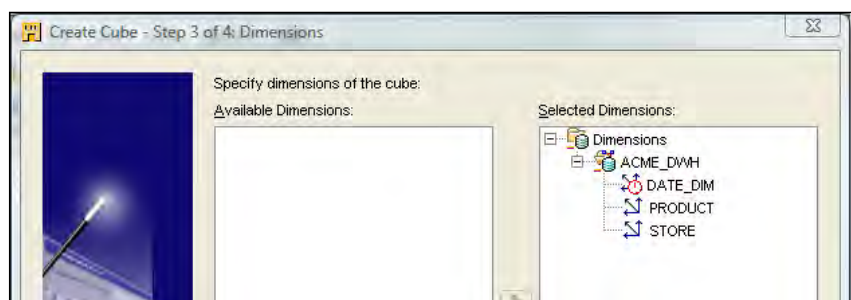 Create Cube - Step 3 of 4: Dimensions
Specify dimensions of the cube:
Available Dimensions:
Selected Dimensions:
Dimensions
ACME_DWH
DATE_DIM
PRODUCT
STORE